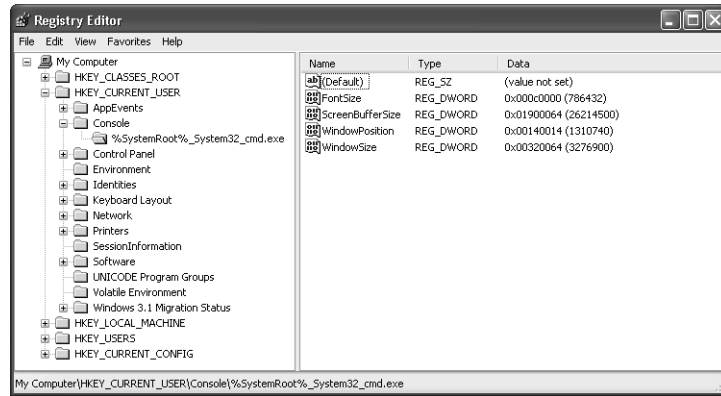 Registry Editor
File Edit View Favorites Help
My Computer
HKEY_CLASSES_ROOT
HKEY_CURRENT_USER
AppEvents
Console
%SystemRoot%_System32_cmd.exe
Control Panel
Environment
Identities
Keyboard Layout
Network
Printers
SessionInformation
Software
UNICODE Program Groups
Volatile Environment
Windows 3.1 Migration Status
HKEY_LOCAL_MACHINE
HKEY_USERS
HKEY_CURRENT_CONFIG
Name Type Data
(Default) REG_SZ (value not set)
FontSize REG_DWORD 0x000c0000 (786432)
ScreenBufferSize REG_DWORD 0x01900064 (26214500)
WindowPosition REG_DWORD 0x00140014 (1310740)
WindowSize REG_DWORD 0x00320064 (3276900)
My Computer\HKEY_CURRENT_USER\Console\%SystemRoot%_System32_cmd.exe